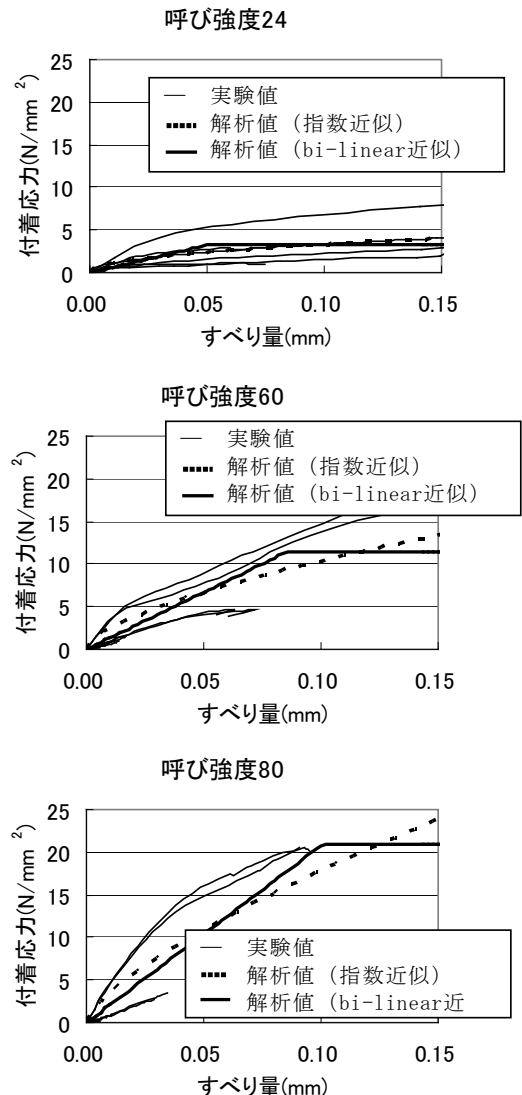 呼び強度24
25
20
15
10
5
0
付着応力(N/mm²)
実験値
解析値 (指数近似)
解析値 (bi-linear近似)
0.00 0.05 0.10 0.15
すべり量(mm)
呼び強度60
25
20
15
10
5
0
付着応力(N/mm²)
実験値
解析値 (指数近似)
解析値 (bi-linear近似)
0.00 0.05 0.10 0.15
すべり量(mm)
呼び強度80
25
20
15
10
5
0
付着応力(N/mm²)
実験値
解析値 (指数近似)
解析値 (bi-linear近
0.00 0.05 0.10 0.15
すべり量(mm)